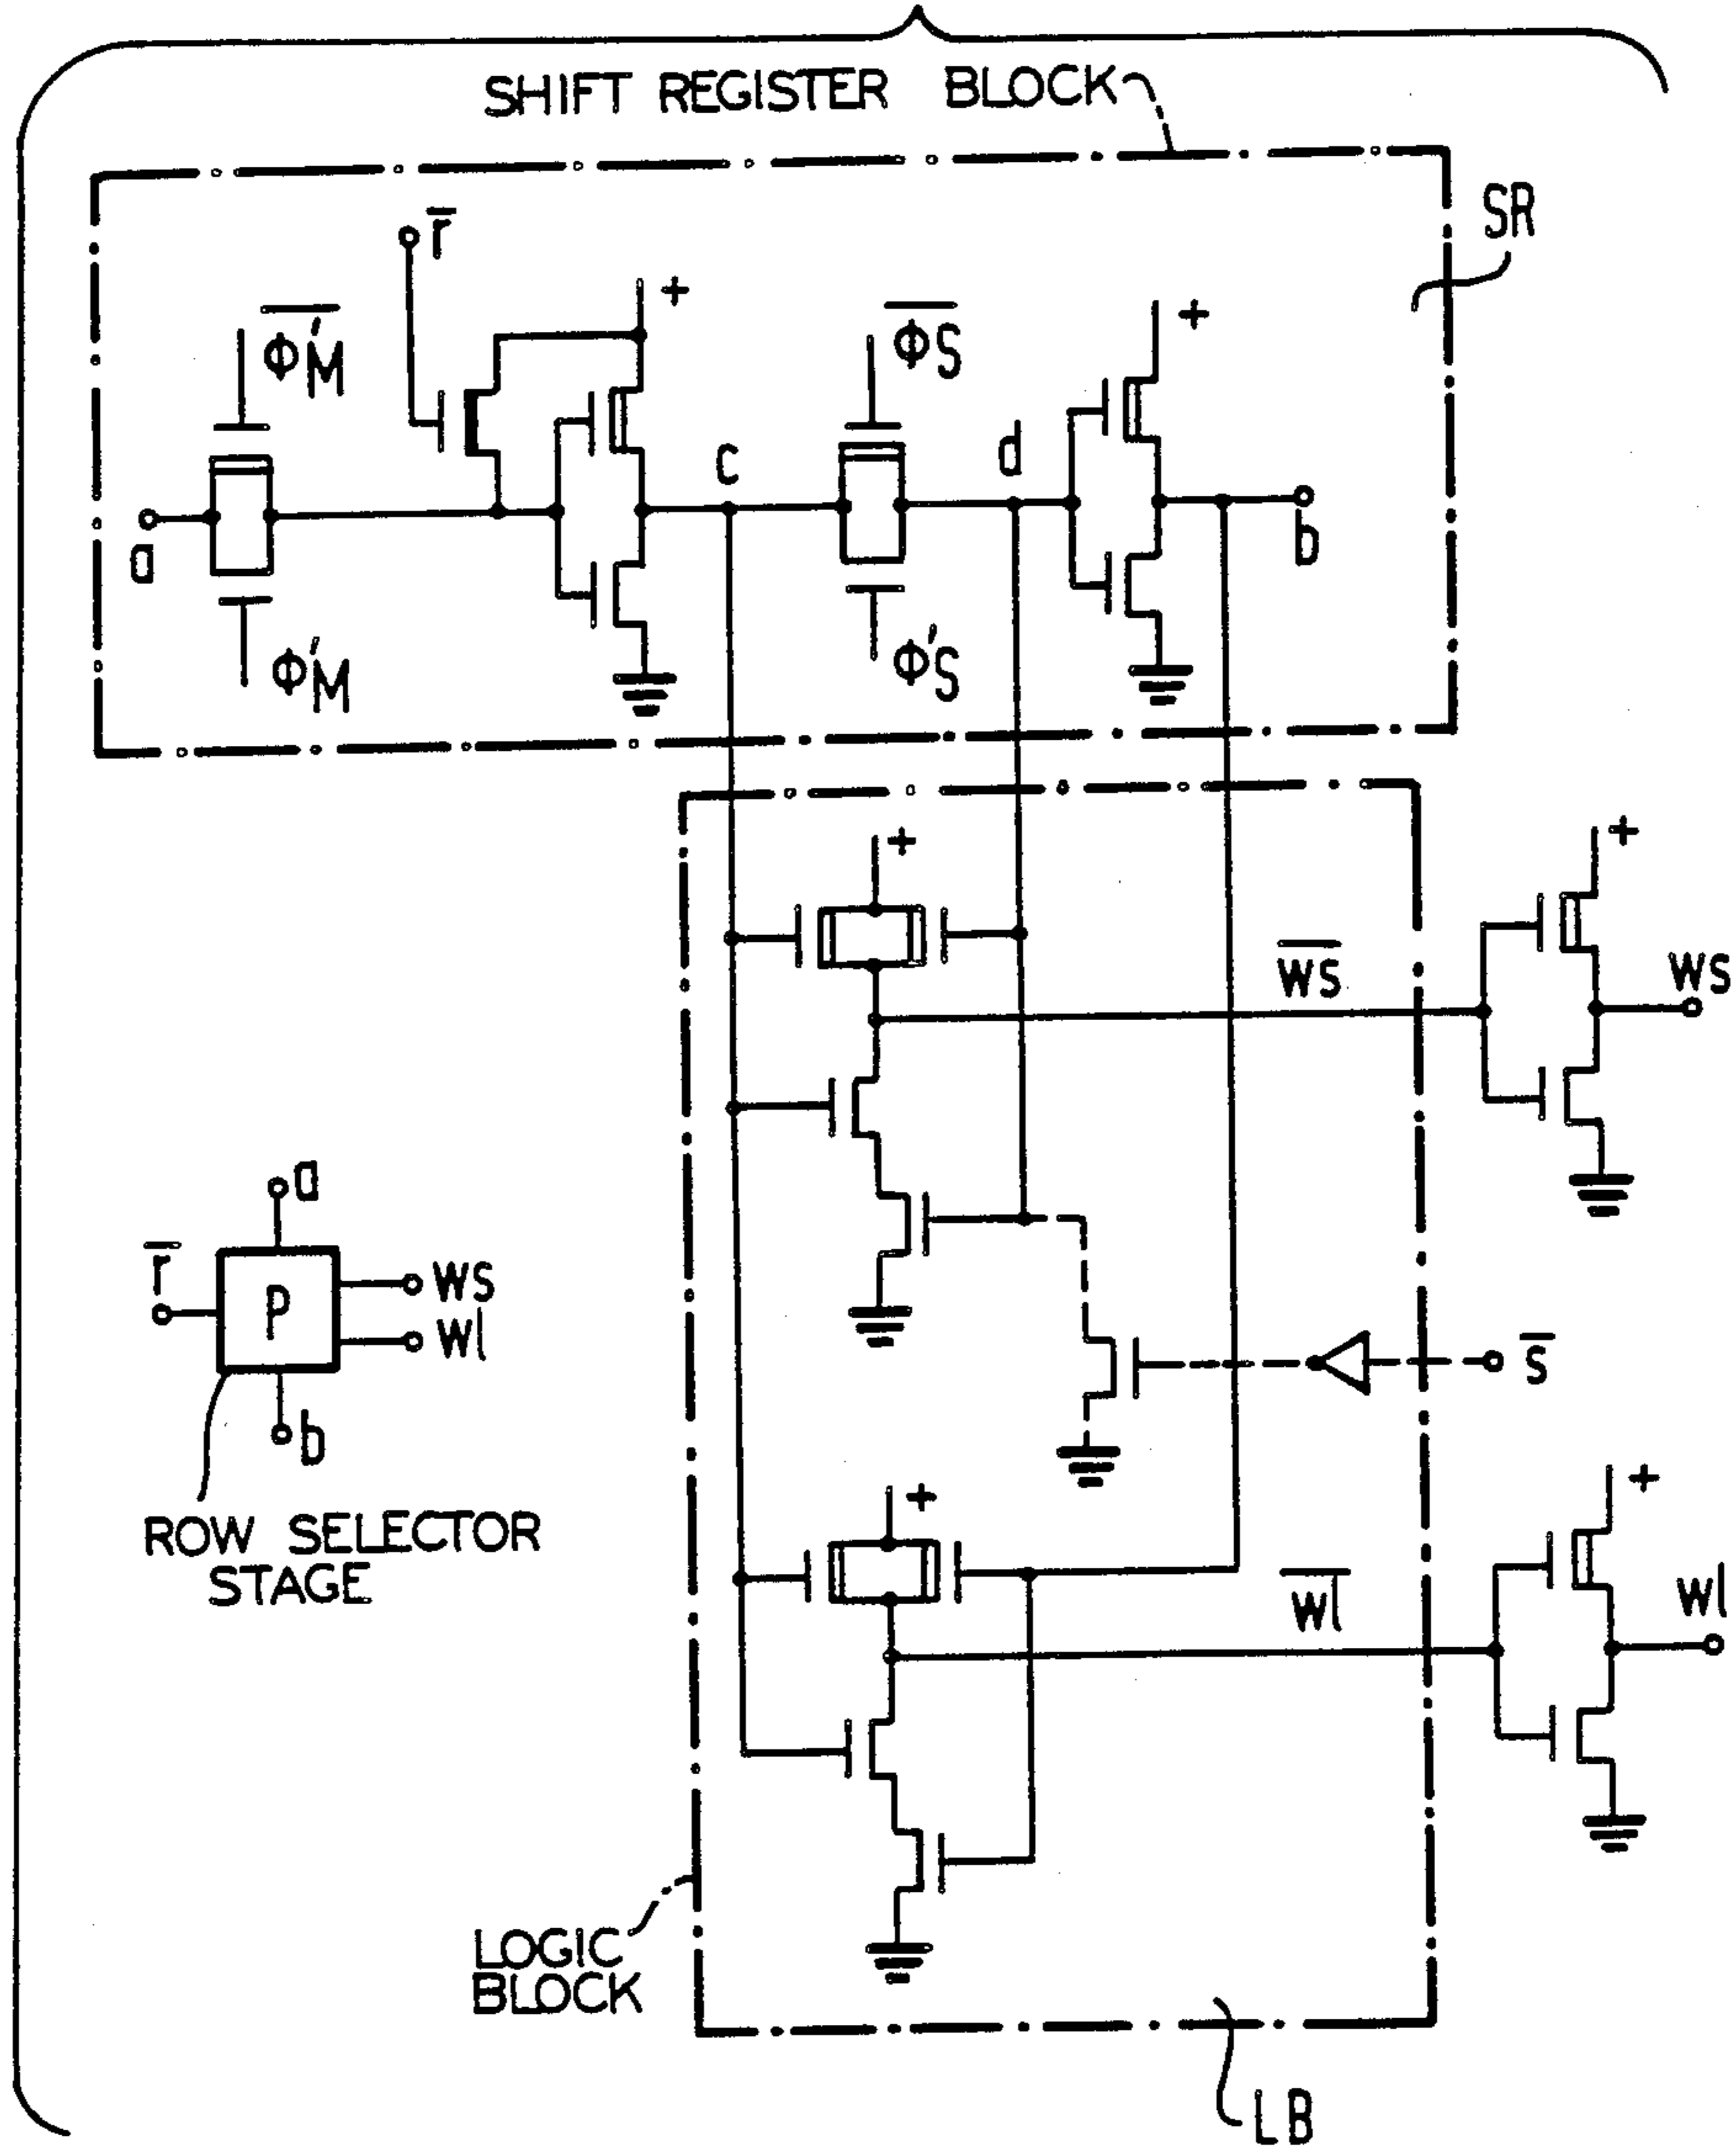 SHIFT REGISTER BLOCK
SR
r̅
+
+
Φ̅'̅M̅
Φ̅S̅
c
d
a
b
Φ'M
Φ'S
+
+
W̅S̅
WS
a
r̅
P
WS
Wl
b
s̅
ROW SELECTOR
STAGE
+
+
W̅l̅
Wl
LOGIC
BLOCK
LB